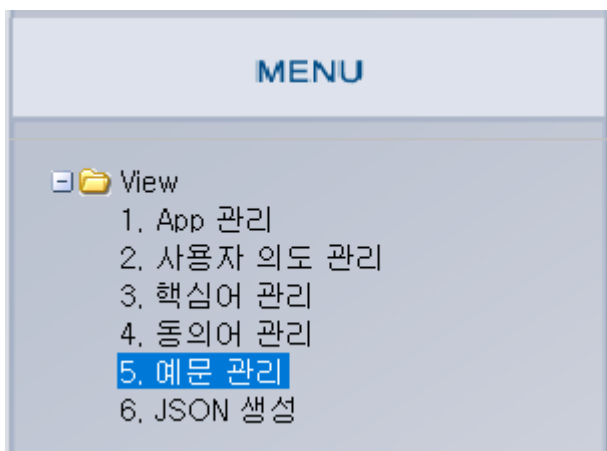 MENU
View
1. App 관리
2. 사용자 의도 관리
3. 핵심어 관리
4. 동의어 관리
5. 예문 관리
6. JSON 생성